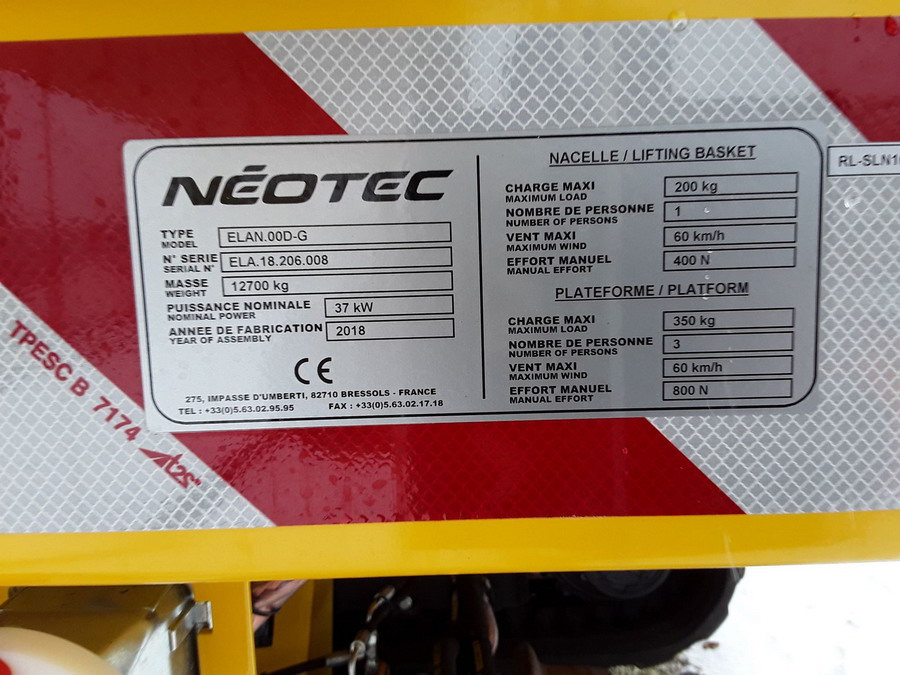 NÉOTEC
TYPE ELAN.00D-G
MODEL
N° SERIE ELA.18.206.008
SERIAL N°
MASSE 12700 kg
WEIGHT
PUISSANCE NOMINALE 37 kW
NOMINAL POWER
ANNEE DE FABRICATION 2018
YEAR OF ASSEMBLY
CE
275, IMPASSE D'UMBERTI, 82710 BRESSOLS - FRANCE
TEL : +33(0)5.63.02.95.95 FAX : +33(0)5.63.02.17.18
NACELLE / LIFTING BASKET
CHARGE MAXI 200 kg
MAXIMUM LOAD
NOMBRE DE PERSONNE 1
NUMBER OF PERSONS
VENT MAXI 60 km/h
MAXIMUM WIND
EFFORT MANUEL 400 N
MANUAL EFFORT
PLATEFORME / PLATFORM
CHARGE MAXI 350 kg
MAXIMUM LOAD
NOMBRE DE PERSONNE 3
NUMBER OF PERSONS
VENT MAXI 60 km/h
MAXIMUM WIND
EFFORT MANUEL 800 N
MANUAL EFFORT
TPESC B 7174